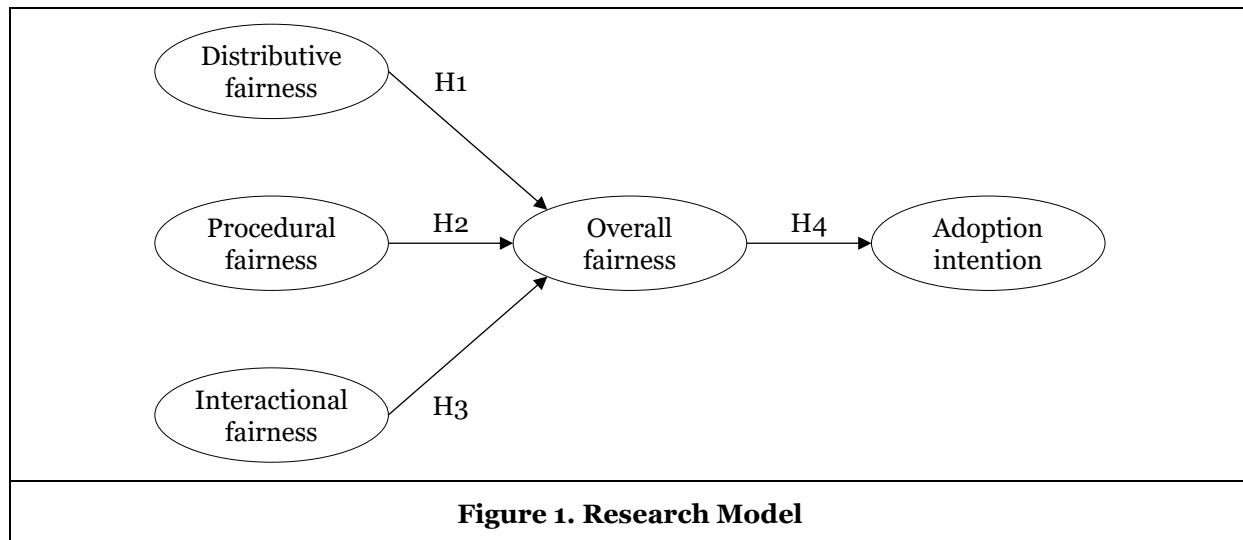 Distributive
fairness
H1
Procedural
fairness
H2
Overall
fairness
H4
Adoption
intention
Interactional
fairness
H3
Figure 1. Research Model